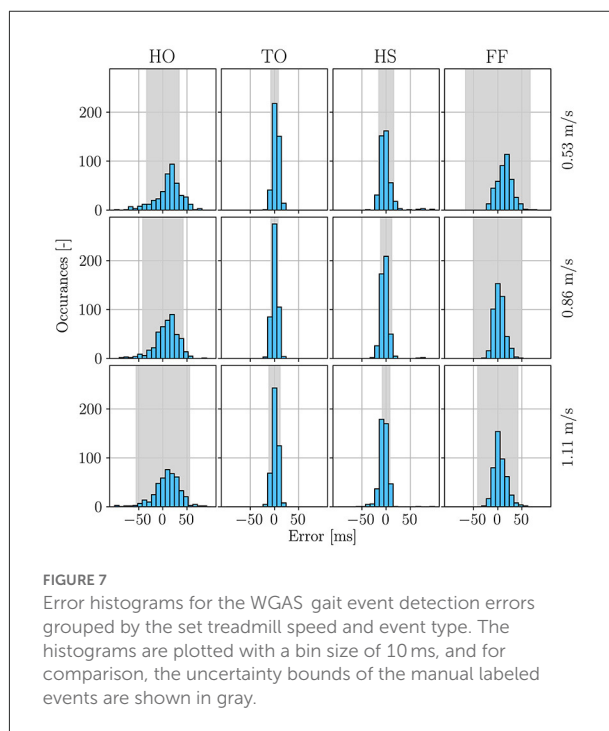 HO TO HS FF
200
100
0
0.53 m/s
200
100
0
0.86 m/s
Occurances [-]
200
100
0
1.11 m/s
−50 0 50 −50 0 50 −50 0 50 −50 0 50
Error [ms]
FIGURE 7
Error histograms for the WGAS gait event detection errors
grouped by the set treadmill speed and event type. The
histograms are plotted with a bin size of 10 ms, and for
comparison, the uncertainty bounds of the manual labeled
events are shown in gray.